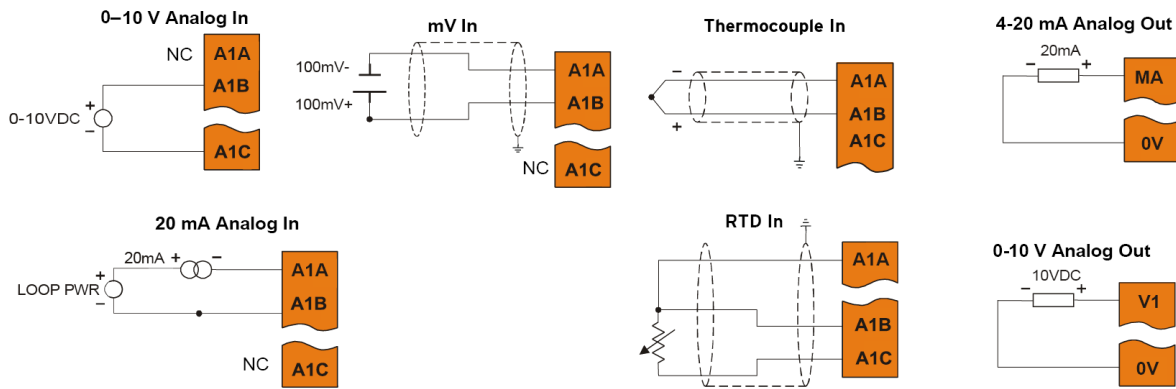 0–10 V Analog In
NC
A1A
A1B
+
0-10VDC
–
A1C
mV In
100mV-
100mV+
A1A
A1B
NC
A1C
Thermocouple In
–
+
A1A
A1B
A1C
4-20 mA Analog Out
20mA
–
+
MA
0V
20 mA Analog In
20mA
+
–
LOOP PWR
+
–
A1A
A1B
NC
A1C
RTD In
A1A
A1B
A1C
0-10 V Analog Out
10VDC
–
+
V1
0V